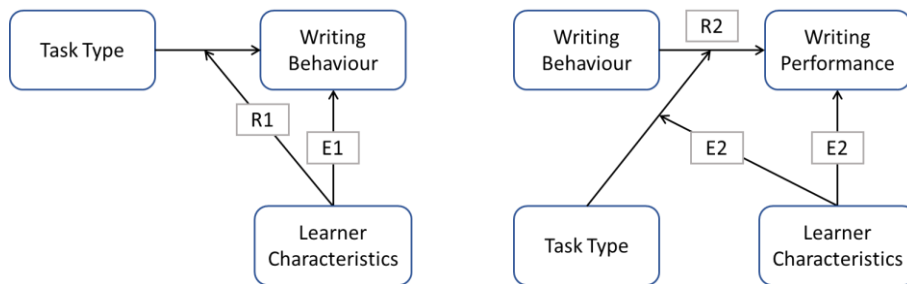 Task Type
Writing
Behaviour
R1
E1
Learner
Characteristics
Writing
Behaviour
R2
Writing
Performance
E2
E2
Task Type
Learner
Characteristics